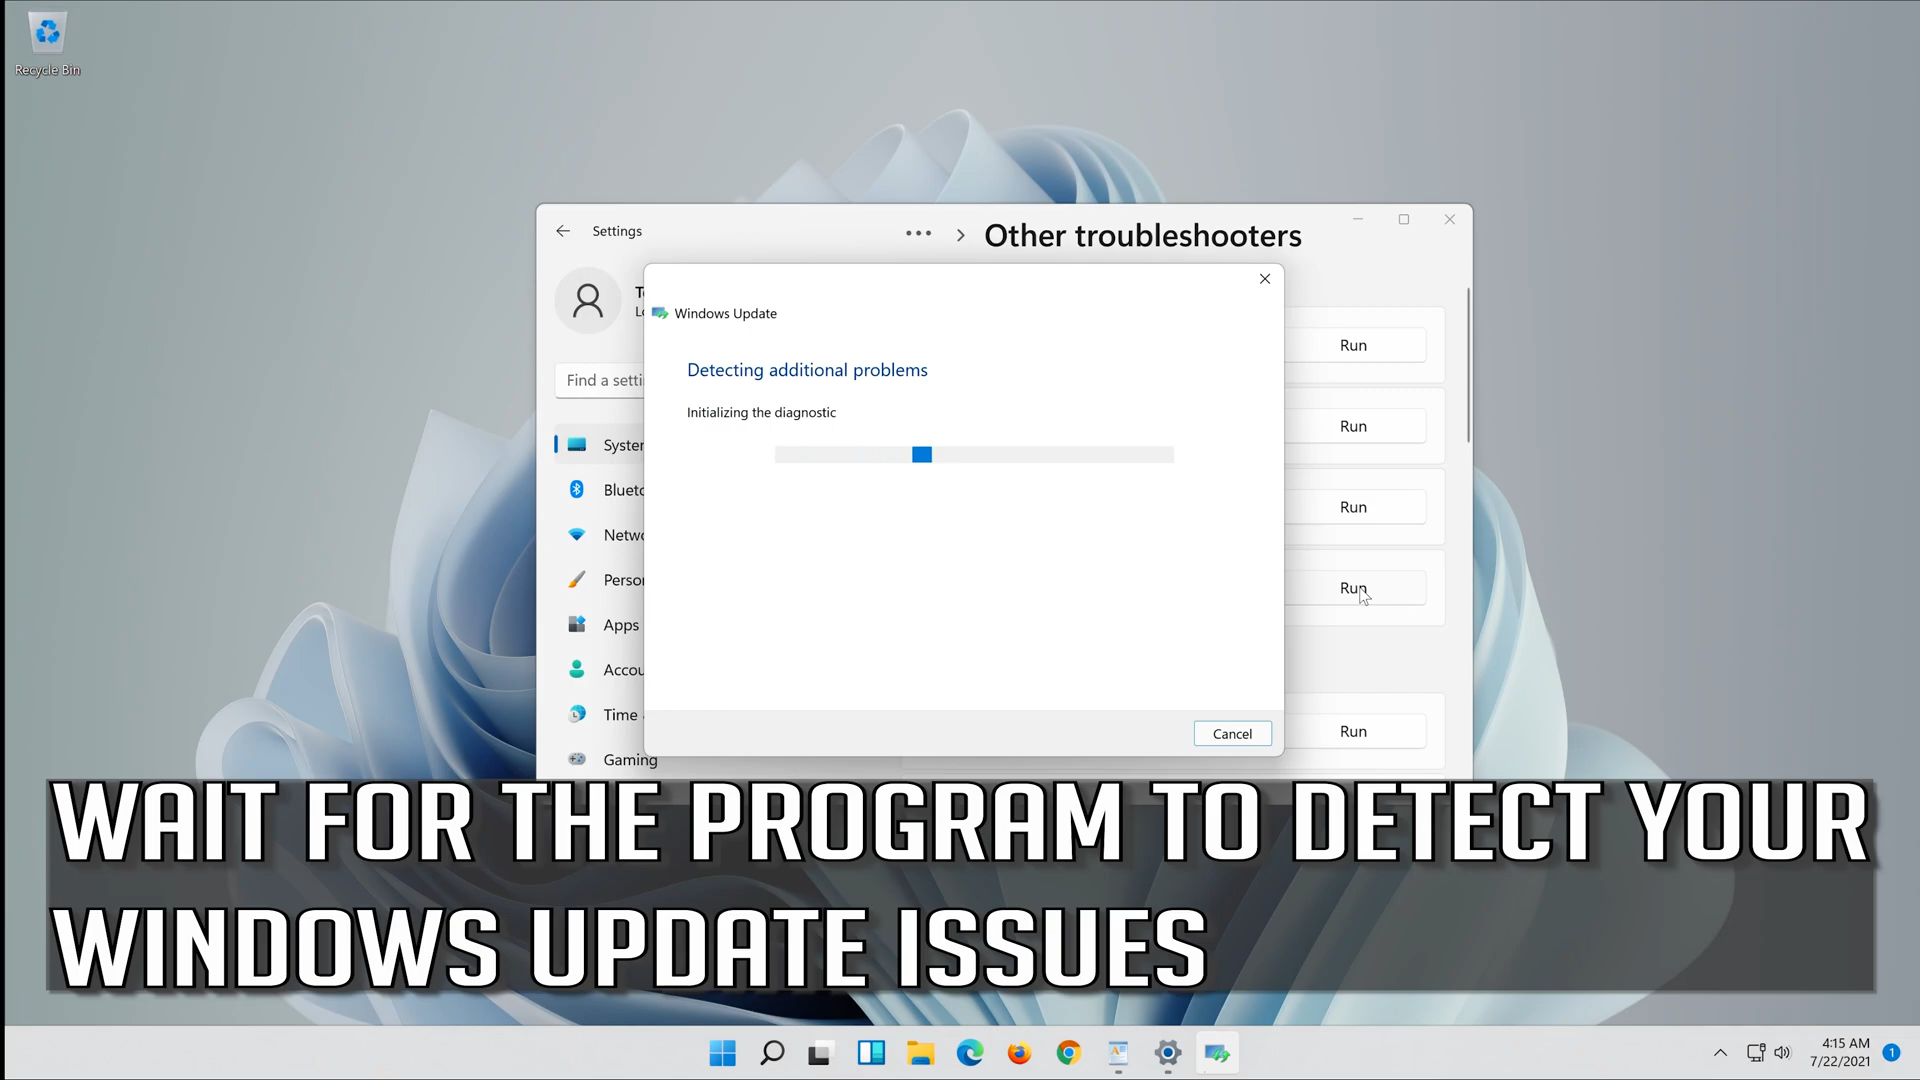 Recycle Bin
Settings
Other troubleshooters
Windows Update
Detecting additional problems
Initializing the diagnostic
Find a setti
Run
Run
Run
Run
Run
Syster
Blueto
Netwo
Person
Apps
Accou
Time
Gaming
Cancel
WAIT FOR THE PROGRAM TO DETECT YOUR
WINDOWS UPDATE ISSUES
4:15 AM
7/22/2021
1